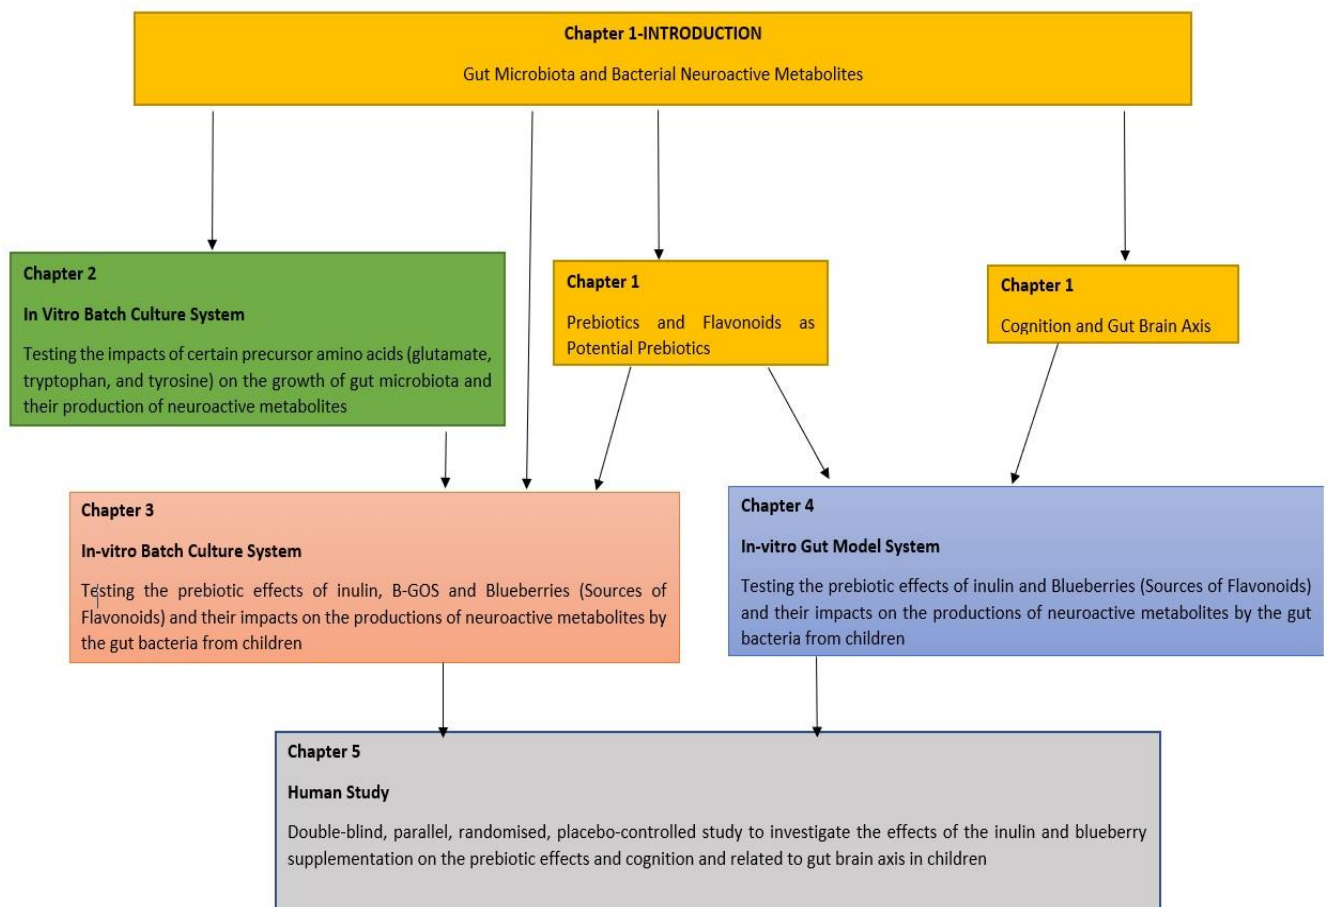 Chapter 1-INTRODUCTION
Gut Microbiota and Bacterial Neuroactive Metabolites
Chapter 2
In Vitro Batch Culture System
Testing the impacts of certain precursor amino acids (glutamate,
tryptophan, and tyrosine) on the growth of gut microbiota and
their production of neuroactive metabolites
Chapter 1
Prebiotics and Flavonoids as
Potential Prebiotics
Chapter 1
Cognition and Gut Brain Axis
Chapter 3
In-vitro Batch Culture System
Testing the prebiotic effects of inulin, B-GOS and Blueberries (Sources of
Flavonoids) and their impacts on the productions of neuroactive metabolites by
the gut bacteria from children
Chapter 4
In-vitro Gut Model System
Testing the prebiotic effects of inulin and Blueberries (Sources of Flavonoids)
and their impacts on the productions of neuroactive metabolites by the gut
bacteria from children
Chapter 5
Human Study
Double-blind, parallel, randomised, placebo-controlled study to investigate the effects of the inulin and blueberry
supplementation on the prebiotic effects and cognition and related to gut brain axis in children